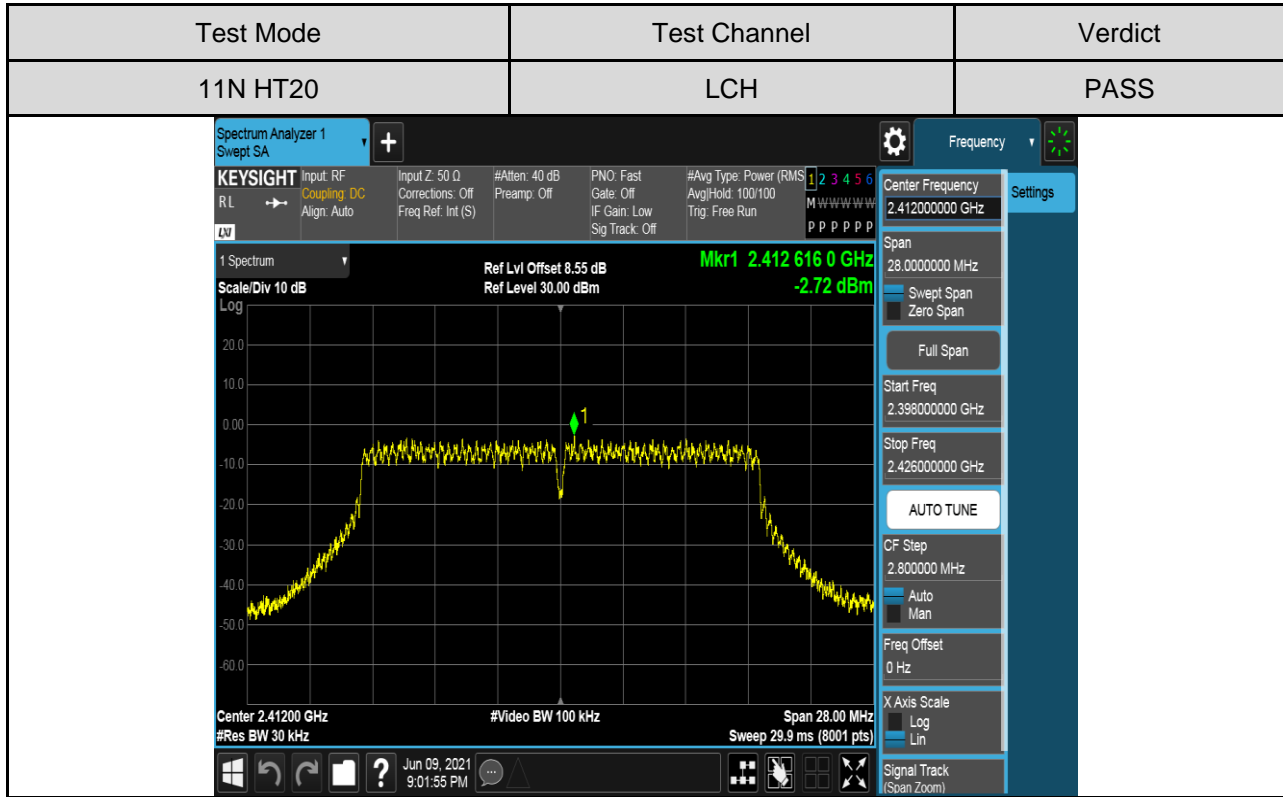 Test Mode Test Channel Verdict
11N HT20 LCH PASS
Spectrum Analyzer 1
Swept SA
Frequency
KEYSIGHT Input: RF Input Z: 50 Ω #Atten: 40 dB PNO: Fast #Avg Type: Power (RMS 1 2 3 4 5 6
RL Coupling: DC Corrections: Off Preamp: Off Gate: Off Avg|Hold: 100/100 M W W W W W
Align: Auto Freq Ref: Int (S) IF Gain: Low Trig: Free Run
LXI Sig Track: Off P P P P P P
1 Spectrum
Ref Lvl Offset 8.55 dB Mkr1 2.412 616 0 GHz
Scale/Div 10 dB Ref Level 30.00 dBm -2.72 dBm
Log
20.0
10.0
0.00
1
-10.0
-20.0
-30.0
-40.0
-50.0
-60.0
Center 2.41200 GHz #Video BW 100 kHz Span 28.00 MHz
#Res BW 30 kHz Sweep 29.9 ms (8001 pts)
Jun 09, 2021
9:01:55 PM
Center Frequency
2.412000000 GHz
Settings
Span
28.0000000 MHz
Swept Span
Zero Span
Full Span
Start Freq
2.398000000 GHz
Stop Freq
2.426000000 GHz
AUTO TUNE
CF Step
2.800000 MHz
Auto
Man
Freq Offset
0 Hz
X Axis Scale
Log
Lin
Signal Track
(Span Zoom)